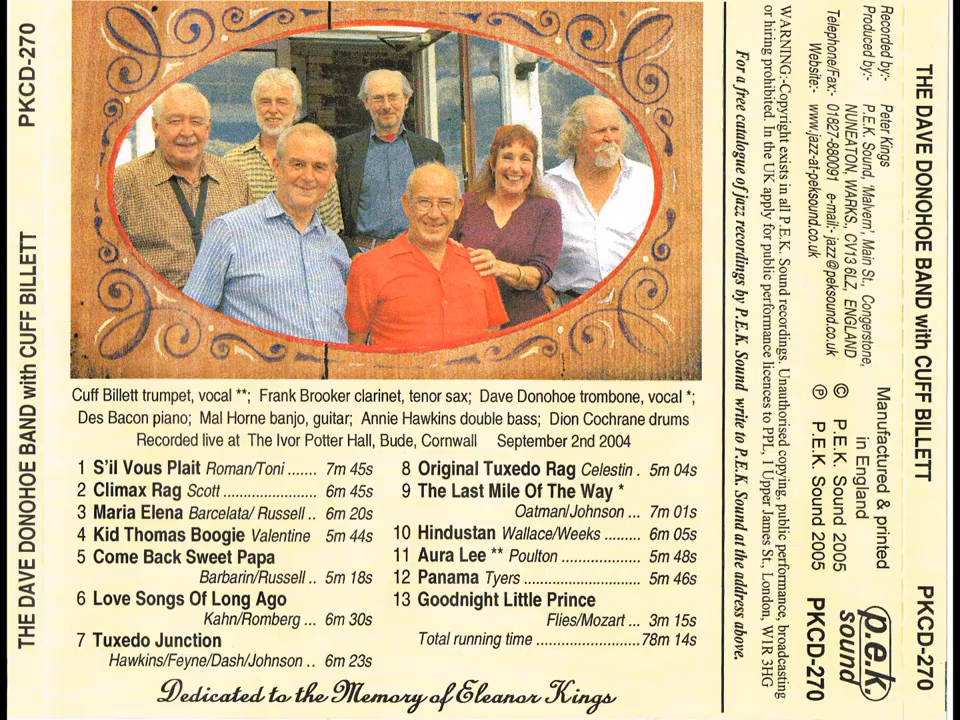 THE DAVE DONOHOE BAND with CUFF BILLETT PKCD-270
Cuff Billett trumpet, vocal **; Frank Brooker clarinet, tenor sax; Dave Donohoe trombone, vocal *;
Des Bacon piano; Mal Horne banjo, guitar; Annie Hawkins double bass; Dion Cochrane drums
Recorded live at The Ivor Potter Hall, Bude, Cornwall September 2nd 2004
1 S'il Vous Plait Roman/Toni ....... 7m 45s
2 Climax Rag Scott ...................... 6m 45s
3 Maria Elena Barcelata/ Russell .. 6m 20s
4 Kid Thomas Boogie Valentine 5m 44s
5 Come Back Sweet Papa
Barbarin/Russell .. 5m 18s
6 Love Songs Of Long Ago
Kahn/Romberg ... 6m 30s
7 Tuxedo Junction
Hawkins/Feyne/Dash/Johnson .. 6m 23s
8 Original Tuxedo Rag Celestin . 5m 04s
9 The Last Mile Of The Way *
Oatman/Johnson ... 7m 01s
10 Hindustan Wallace/Weeks ......... 6m 05s
11 Aura Lee ** Poulton ................. 5m 48s
12 Panama Tyers ......................... 5m 46s
13 Goodnight Little Prince
Flies/Mozart ... 3m 15s
Total running time ..................78m 14s
Dedicated to the Memory of Eleanor Kings
THE DAVE DONOHOE BAND with CUFF BILLETT PKCD-270
Recorded by:- Peter Kings
Produced by:- P.E.K. Sound, 'Malvern', Main St., Congerstone,
NUNEATON, WARKS., CV13 6LZ, ENGLAND
Telephone/Fax:- 01827-880091 e-mail:- jazz@peksound.co.uk
Website:- www.jazz-at-peksound.co.uk
Manufactured & printed
in England
© P.E.K. Sound 2005
℗ P.E.K. Sound 2005
p.e.k.
sound
PKCD-270
WARNING:-Copyright exists in all P.E.K. Sound recordings. Unauthorised copying, public performance, broadcasting
or hiring prohibited. In the UK apply for public performance licences to PPL, 1 Upper James St., London, W1R 3HG
For a free catalogue of jazz recordings by P.E.K. Sound write to P.E.K. Sound at the address above.